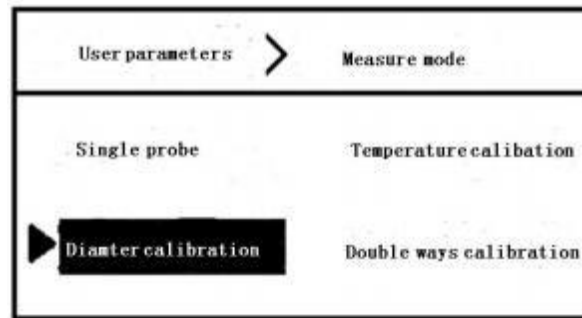 User parameters > Measure mode
Single probe Temperature calibation
Diamter calibration Double ways calibration